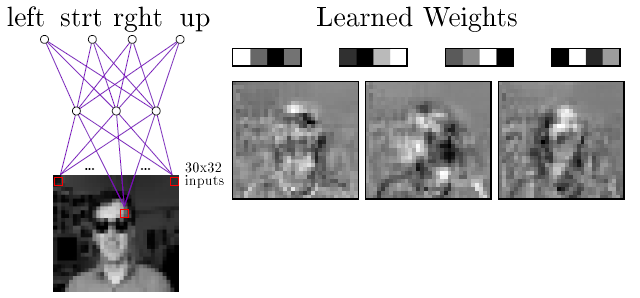 left strt rght up
Learned Weights
... ...
30x32
inputs